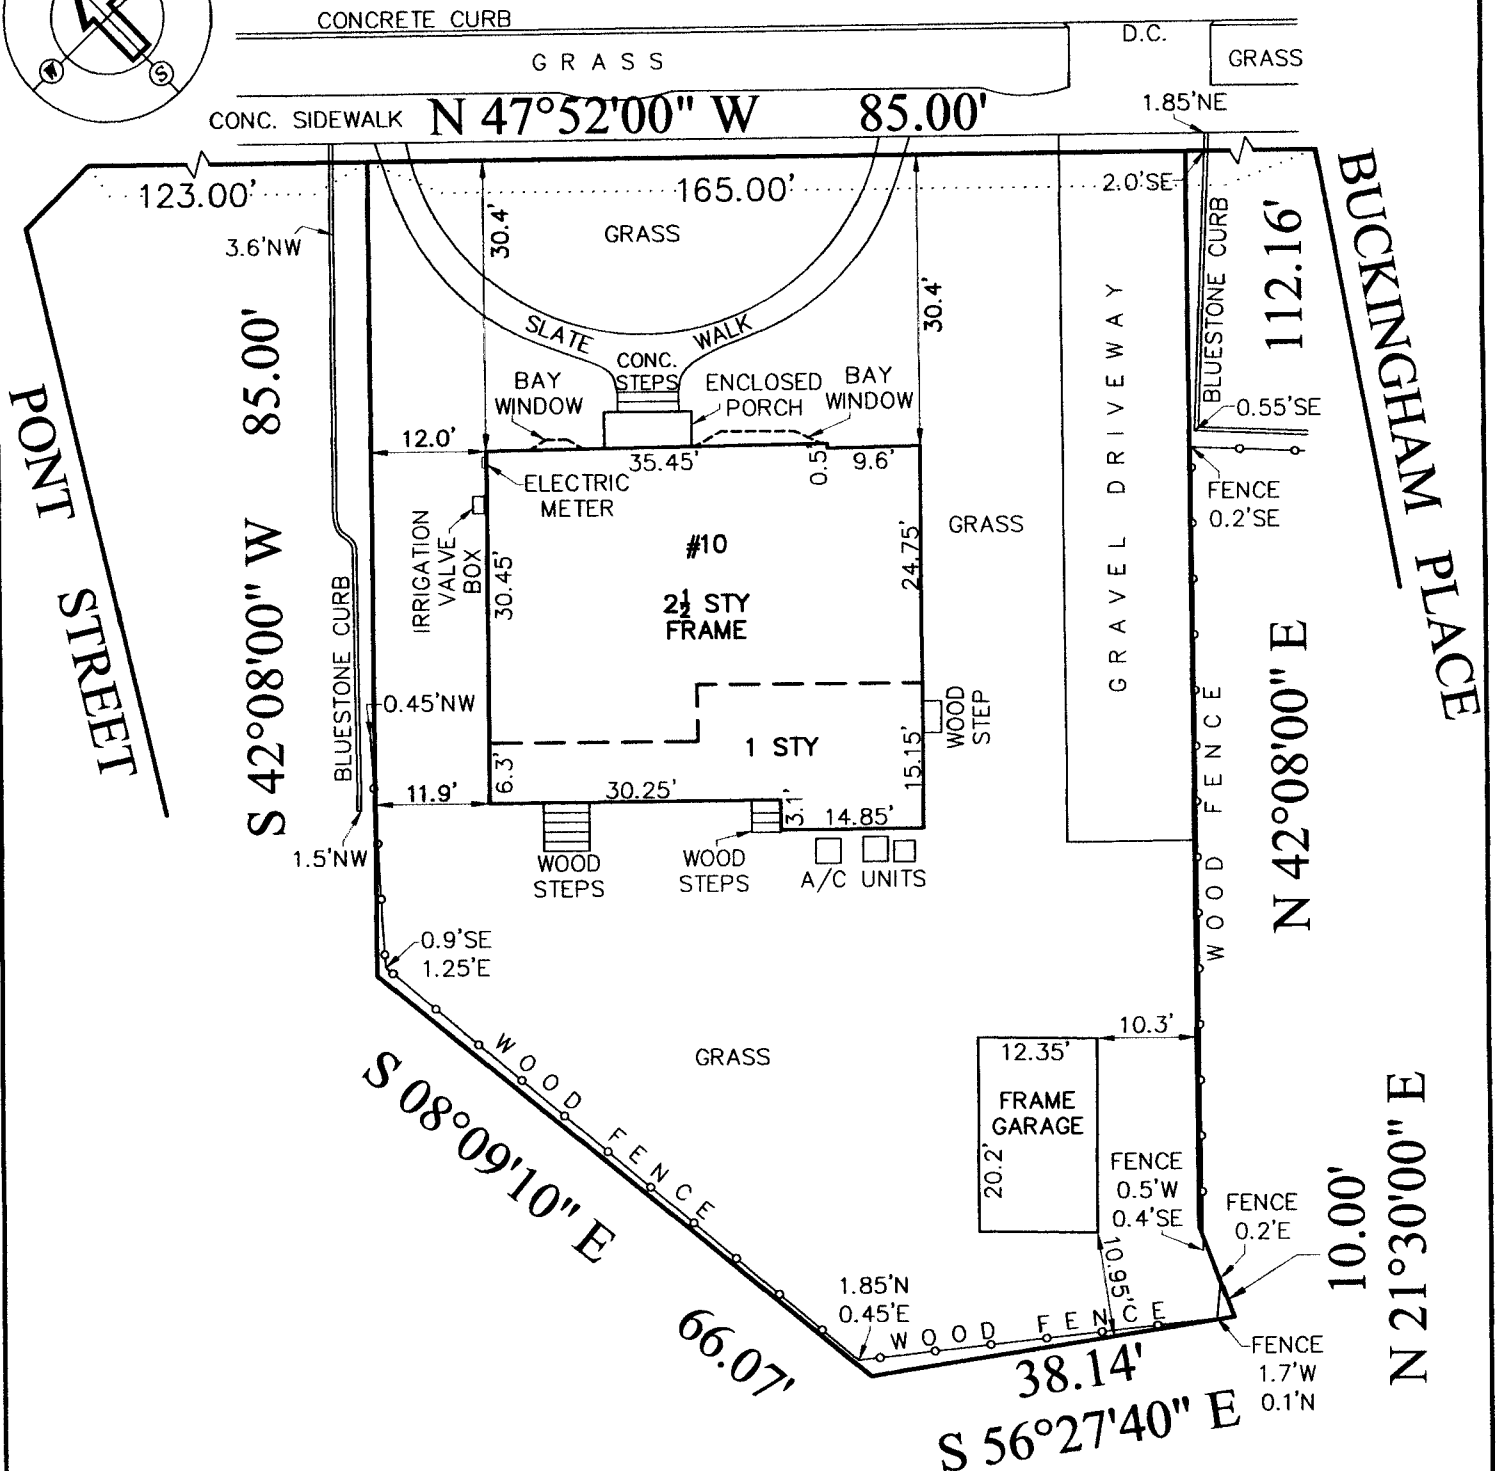 CONCRETE CURB
D.C.
GRASS
GRASS
CONC. SIDEWALK
N 47°52'00" W 85.00'
1.85'NE
W
S
123.00'
165.00'
2.0'SE
3.6'NW
30.4'
GRASS
30.4'
BLUESTONE CURB
112.16'
BUCKINGHAM PLACE
SLATE WALK
CONC.
STEPS
BAY
WINDOW
ENCLOSED
PORCH
BAY
WINDOW
0.55'SE
PONT STREET
S 42°08'00" W 85.00'
12.0'
35.45'
0.5'
9.6'
ELECTRIC
METER
FENCE
0.2'SE
IRRIGATION
VALVE
BOX
30.45'
#10
2½ STY
FRAME
24.75'
GRASS
GRAVEL DRIVEWAY
BLUESTONE CURB
0.45'NW
WOOD
STEP
WOOD FENCE
N 42°08'00" E
1 STY
15.15'
6.3'
11.9'
30.25'
3.1'
14.85'
1.5'NW
WOOD
STEPS
WOOD
STEPS
A/C UNITS
0.9'SE
1.25'E
WOOD FENCE
GRASS
S 08°09'10" E
66.07'
10.3'
12.35'
FRAME
GARAGE
20.2'
FENCE
0.5'W
0.4'SE
FENCE
0.2'E
10.00'
N 21°30'00" E
10.95'
1.85'N
0.45'E
WOOD FENCE
FENCE
1.7'W
0.1'N
38.14'
S 56°27'40" E